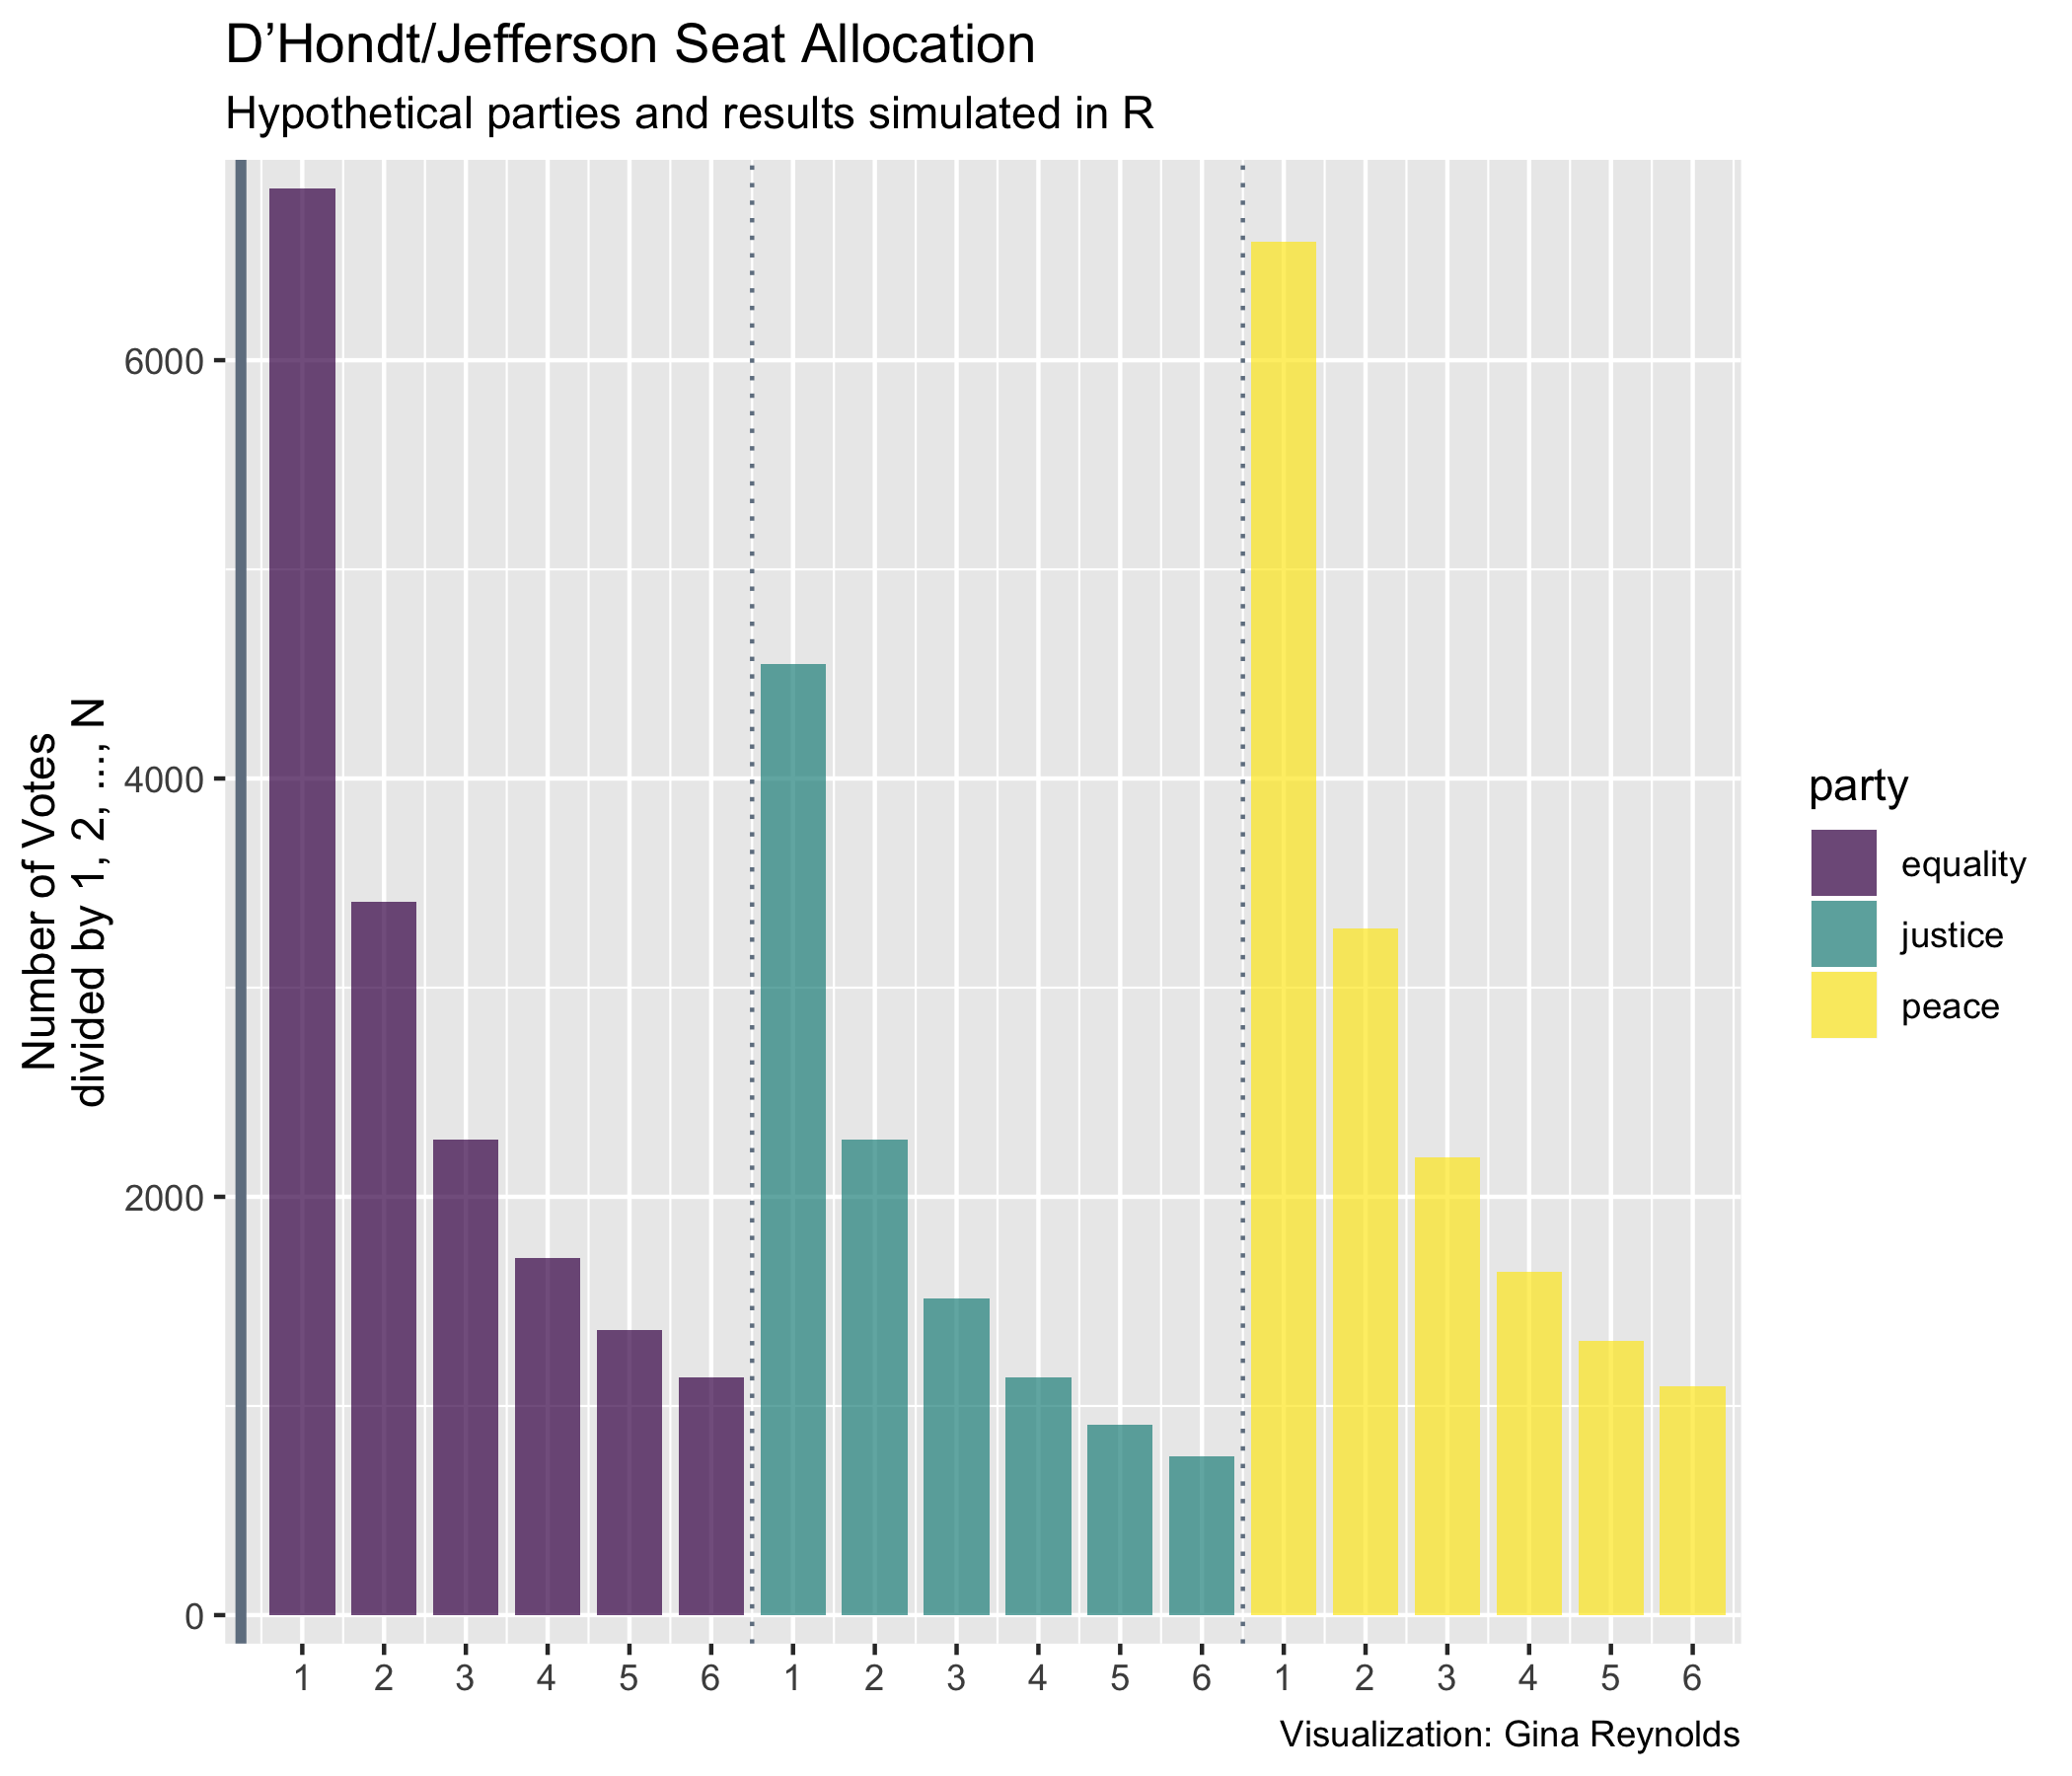 D’Hondt/Jefferson Seat Allocation
Hypothetical parties and results simulated in R
Number of Votes
divided by 1, 2, ..., N
6000
4000
2000
0
1 2 3 4 5 6 1 2 3 4 5 6 1 2 3 4 5 6
party
equality
justice
peace
Visualization: Gina Reynolds